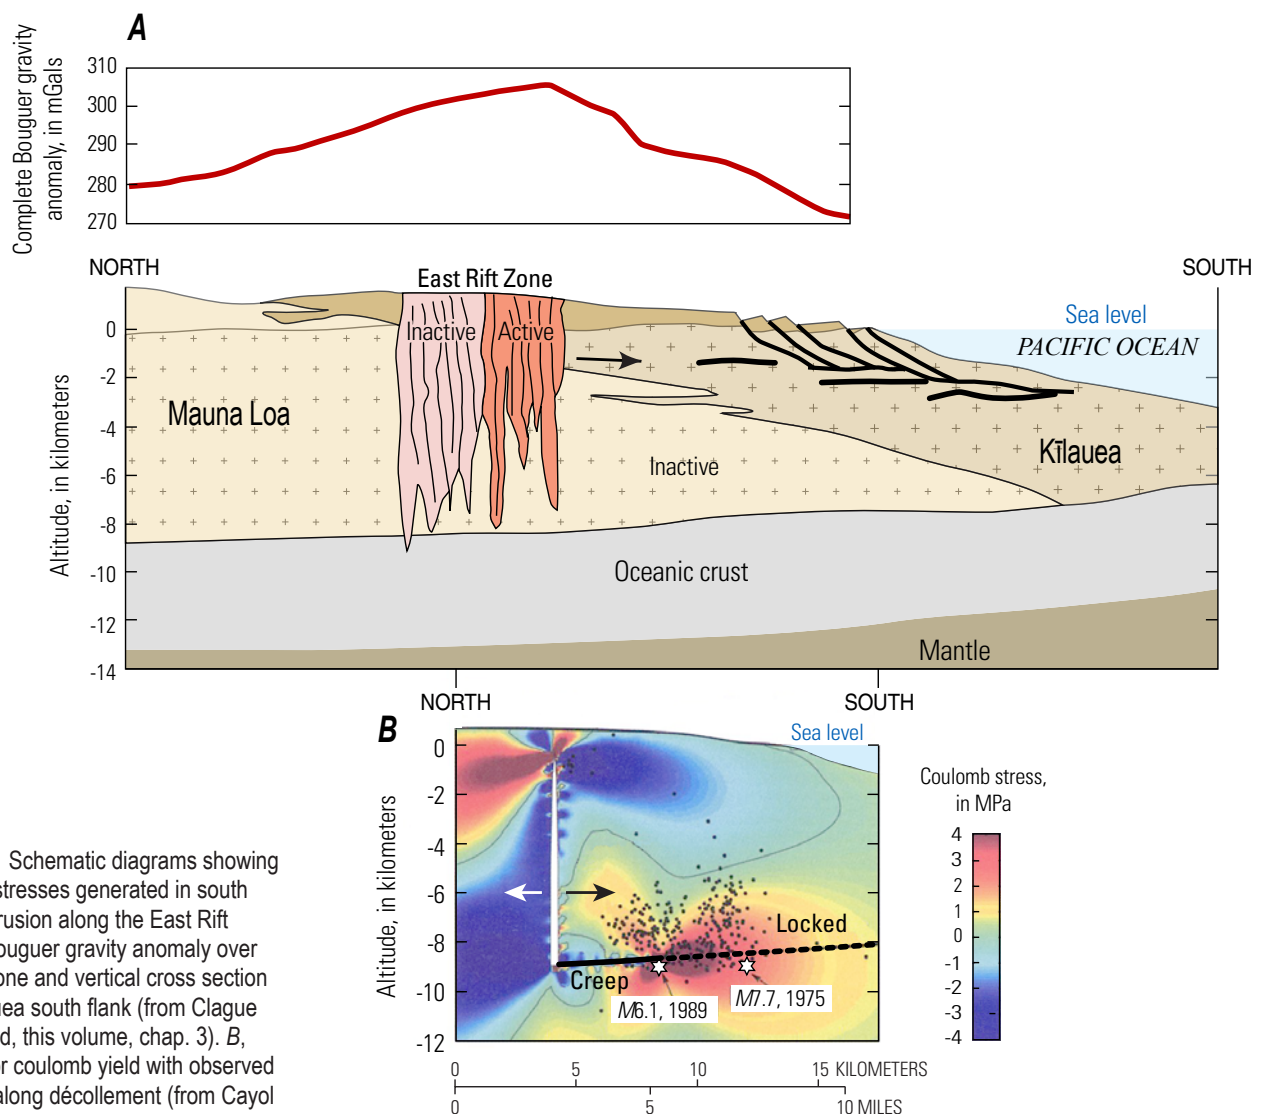 A
Complete Bouguer gravity
anomaly, in mGals
310
300
290
280
270
NORTH
SOUTH
East Rift Zone
Inactive
Active
Sea level
PACIFIC OCEAN
Altitude, in kilometers
0
-2
-4
-6
-8
-10
-12
-14
Mauna Loa
Inactive
Kīlauea
Oceanic crust
Mantle
NORTH
SOUTH
B
Sea level
Altitude, in kilometers
0
-2
-4
-6
-8
-10
-12
Locked
Creep
M6.1, 1989
M7.7, 1975
Coulomb stress,
in MPa
4
3
2
1
0
-1
-2
-3
-4
0 5 10 15 KILOMETERS
0 5 10 MILES
Schematic diagrams showing
stresses generated in south
rusion along the East Rift
ouguer gravity anomaly over
one and vertical cross section
uea south flank (from Clague
d, this volume, chap. 3). B,
or coulomb yield with observed
along décollement (from Cayol